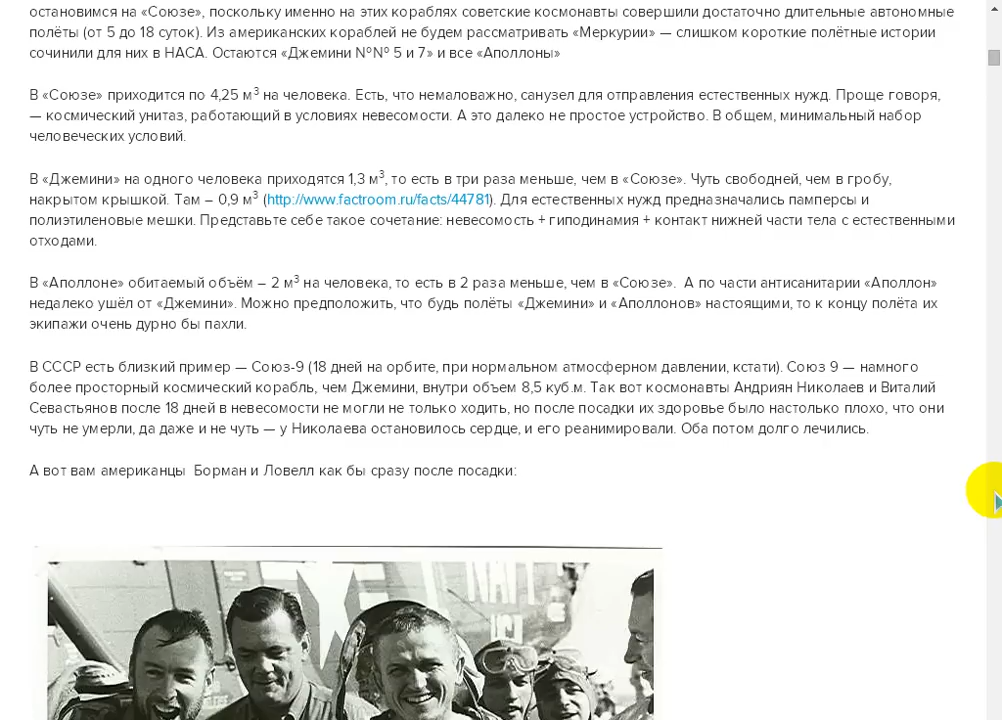 остановимся на «Союзе», поскольку именно на этих кораблях советские космонавты совершили достаточно длительные автономные
полёты (от 5 до 18 суток). Из американских кораблей не будем рассматривать «Меркурии» — слишком короткие полётные истории
сочинили для них в НАСА. Остаются «Джемини №№ 5 и 7» и все «Аполлоны»
В «Союзе» приходится по 4,25 м³ на человека. Есть, что немаловажно, санузел для отправления естественных нужд. Проще говоря,
— космический унитаз, работающий в условиях невесомости. А это далеко не простое устройство. В общем, минимальный набор
человеческих условий.
В «Джемини» на одного человека приходятся 1,3 м³, то есть в три раза меньше, чем в «Союзе». Чуть свободней, чем в гробу,
накрытом крышкой. Там – 0,9 м³ (http://www.factroom.ru/facts/44781). Для естественных нужд предназначались памперсы и
полиэтиленовые мешки. Представьте себе такое сочетание: невесомость + гиподинамия + контакт нижней части тела с естественными
отходами.
В «Аполлоне» обитаемый объём – 2 м³ на человека, то есть в 2 раза меньше, чем в «Союзе». А по части антисанитарии «Аполлон»
недалеко ушёл от «Джемини». Можно предположить, что будь полёты «Джемини» и «Аполлонов» настоящими, то к концу полёта их
экипажи очень дурно бы пахли.
В СССР есть близкий пример — Союз-9 (18 дней на орбите, при нормальном атмосферном давлении, кстати). Союз 9 — намного
более просторный космический корабль, чем Джемини, внутри объем 8,5 куб.м. Так вот космонавты Андриян Николаев и Виталий
Севастьянов после 18 дней в невесомости не могли не только ходить, но после посадки их здоровье было настолько плохо, что они
чуть не умерли, да даже и не чуть — у Николаева остановилось сердце, и его реанимировали. Оба потом долго лечились.
А вот вам американцы Борман и Ловелл как бы сразу после посадки: